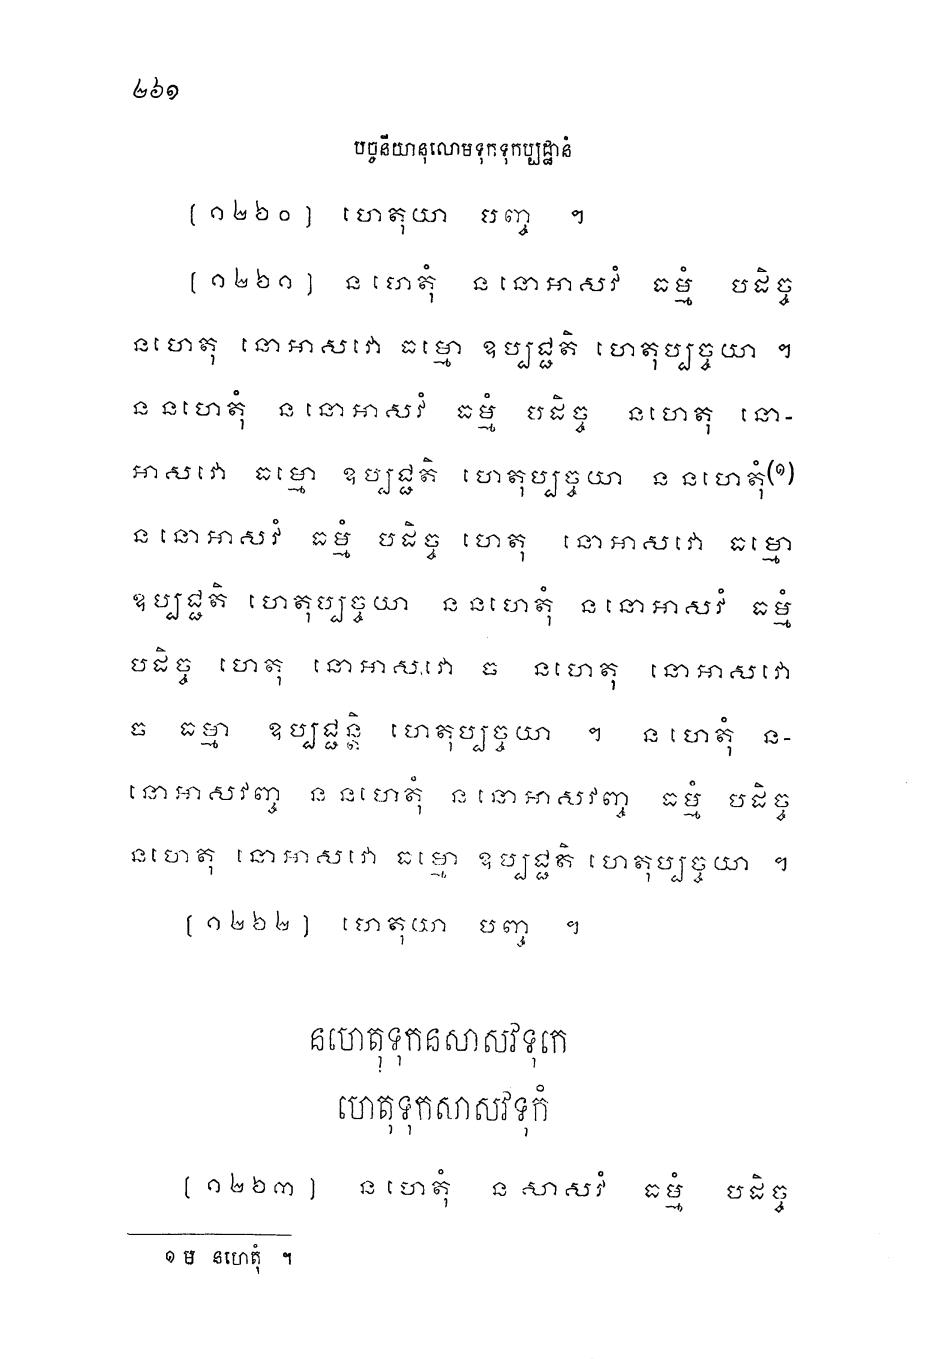 ២៦១
បច្ចនីយានុលោមទុកទុកប្បដ្ឋានំ
[១២៦០] ហេតុយា បញ្ច ។
[១២៦១] ន ហេតុំ ន នោអាសវំ ធម្មំ បដិច្ច
នហេតុ នោអាសវោ ធម្មោ ឧប្បជ្ជតិ ហេតុប្បច្ចយា ។
ន នហេតុំ ន នោអាសវំ ធម្មំ បដិច្ច នហេតុ នោ-
អាសវោ ធម្មោ ឧប្បជ្ជតិ ហេតុប្បច្ចយា ន នហេតុំ(១)
ន នោអាសវំ ធម្មំ បដិច្ច ហេតុ នោអាសវោ ធម្មោ
ឧប្បជ្ជតិ ហេតុប្បច្ចយា ន នហេតុំ ន នោអាសវំ ធម្មំ
បដិច្ច ហេតុ នោអាសវោ ច នហេតុ នោអាសវោ
ច ធម្មា ឧប្បជ្ជន្តិ ហេតុប្បច្ចយា ។ ន ហេតុំ ន-
នោអាសវញ្ច ន នហេតុំ ន នោអាសវញ្ច ធម្មំ បដិច្ច
នហេតុ នោអាសវោ ធម្មោ ឧប្បជ្ជតិ ហេតុប្បច្ចយា ។
[១២៦២] ហេតុយា បញ្ច ។
នហេតុទុកនសាសវទុកេ
ហេតុទុកសាសវទុកំ
[១២៦៣] ន ហេតុំ ន សាសវំ ធម្មំ បដិច្ច
១ ម នហេតុំ ។